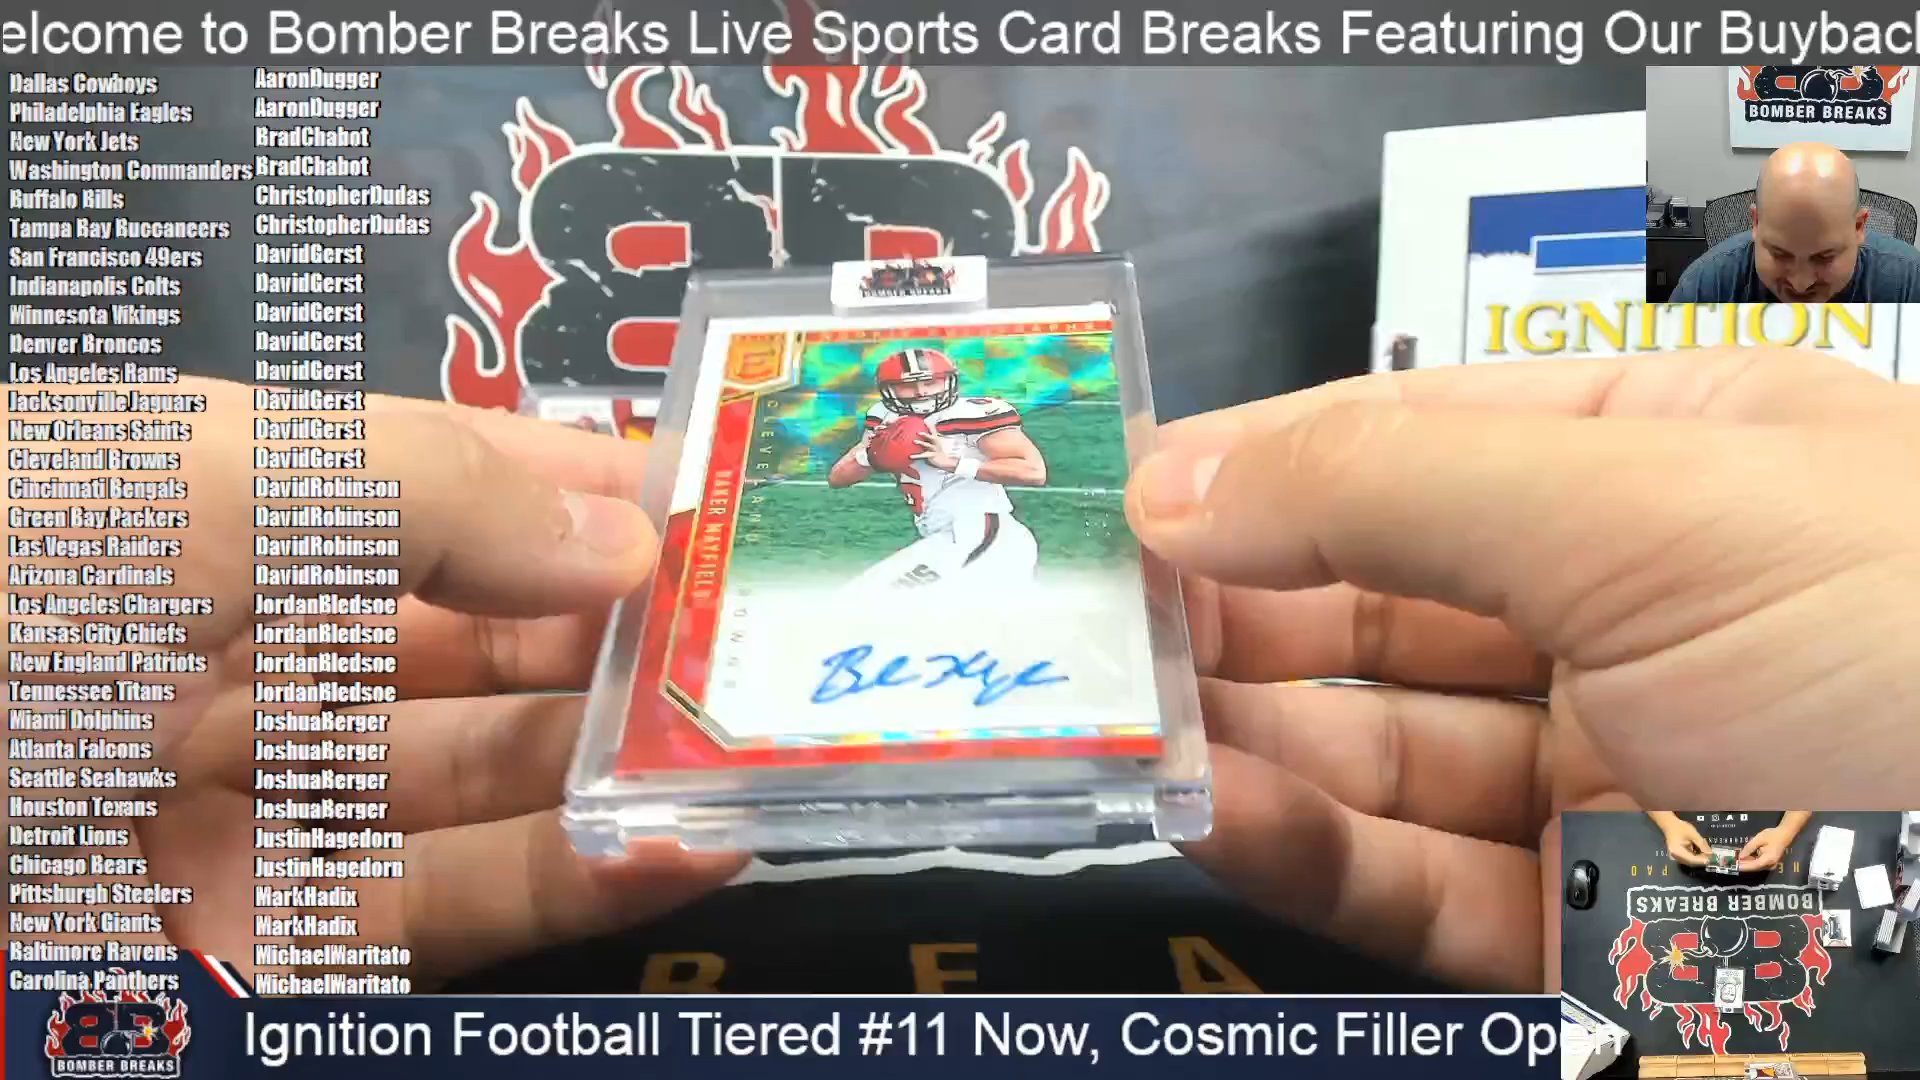 elcome to Bomber Breaks Live Sports Card Breaks Featuring Our Buybac
Dallas Cowboys AaronDugger
Philadelphia Eagles AaronDugger
New York Jets BradChabot
Washington Commanders BradChabot
Buffalo Bills ChristopherDudas
Tampa Bay Buccaneers ChristopherDudas
San Francisco 49ers DavidGerst
Indianapolis Colts DavidGerst
Minnesota Vikings DavidGerst
Denver Broncos DavidGerst
Los Angeles Rams DavidGerst
Jacksonville Jaguars DavidGerst
New Orleans Saints DavidGerst
Cleveland Browns DavidGerst
Cincinnati Bengals DavidRobinson
Green Bay Packers DavidRobinson
Las Vegas Raiders DavidRobinson
Arizona Cardinals DavidRobinson
Los Angeles Chargers JordanBledsoe
Kansas City Chiefs JordanBledsoe
New England Patriots JordanBledsoe
Tennessee Titans JordanBledsoe
Miami Dolphins JoshuaBerger
Atlanta Falcons JoshuaBerger
Seattle Seahawks JoshuaBerger
Houston Texans JoshuaBerger
Detroit Lions JustinHagedorn
Chicago Bears JustinHagedorn
Pittsburgh Steelers MarkHadix
New York Giants MarkHadix
Baltimore Ravens MichaelMaritato
Carolina Panthers MichaelMaritato
BOMBER BREAKS
IGNITION
BOMBER BREAKS
CLEVELAND BROWNS
BAKER MAYFIELD
B E A
BOMBER BREAKS
BOMBER BREAKS
Ignition Football Tiered #11 Now, Cosmic Filler Open